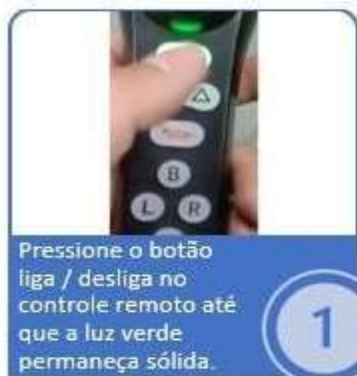 B
L R
Pressione o botão
liga / desliga no
controle remoto até
que a luz verde
permaneça sólida.
1